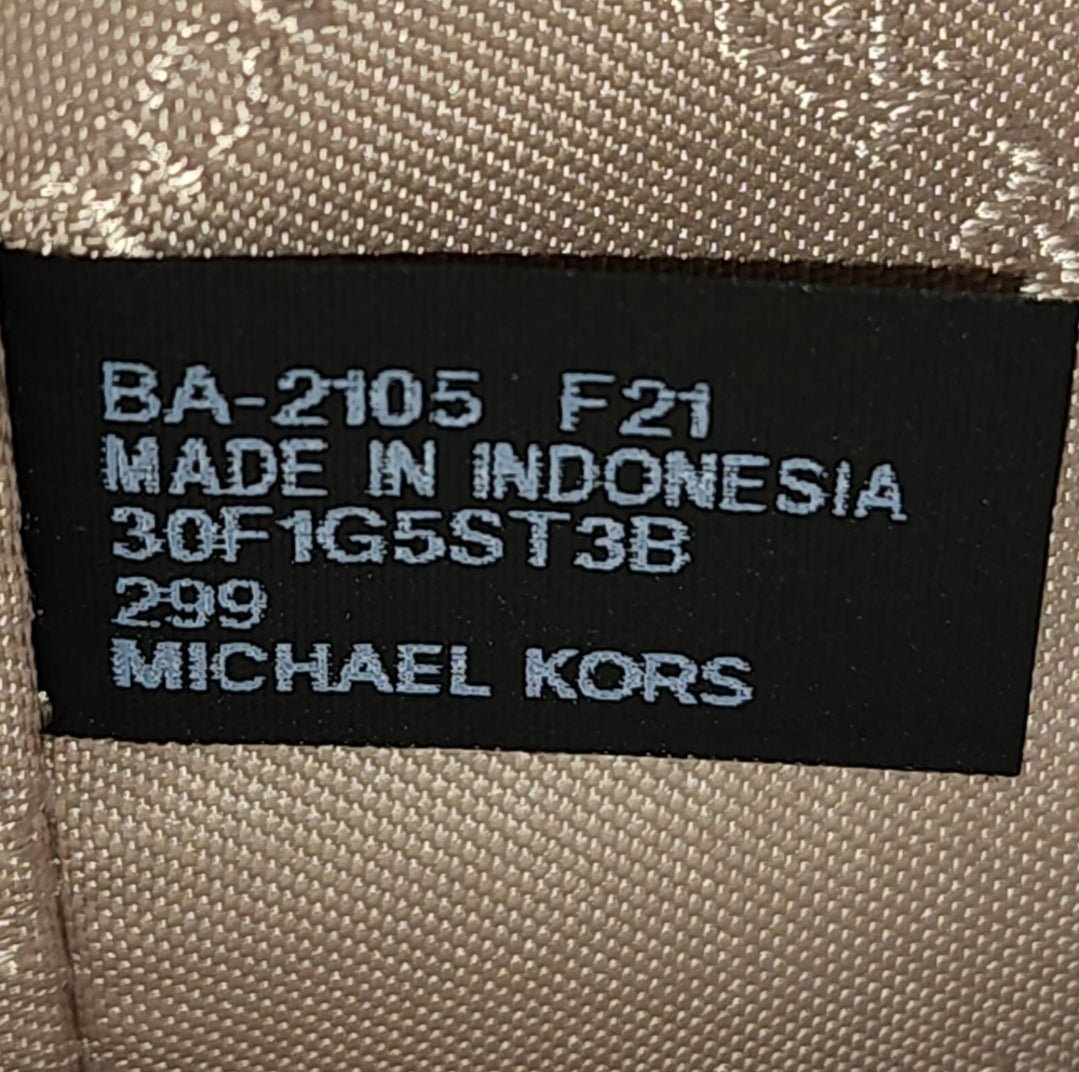 BA-2105 F21
MADE IN INDONESIA
30F1G5ST3B
299
MICHAEL KORS